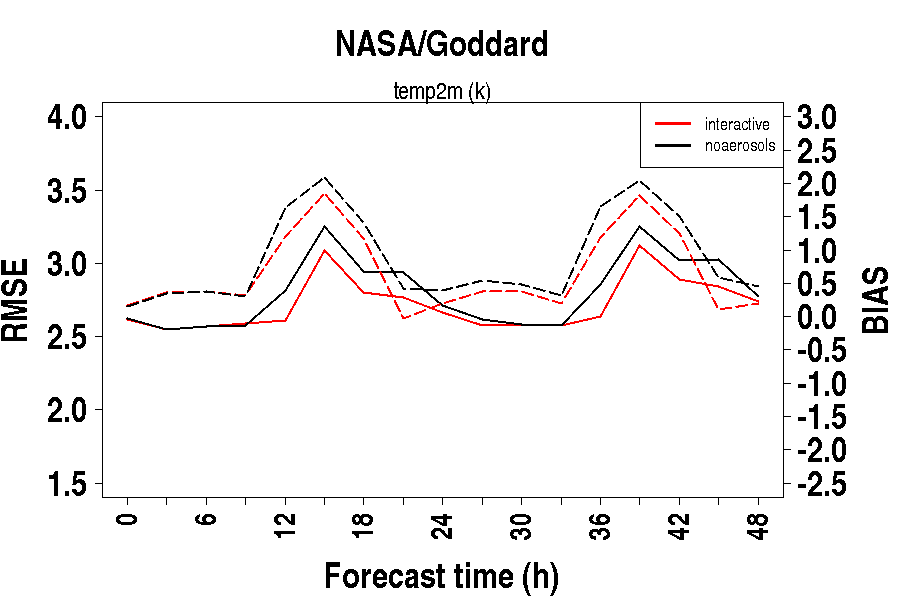 NASA/Goddard
temp2m (k)
interactive
noaerosols
RMSE
4.0
3.5
3.0
2.5
2.0
1.5
BIAS
3.0
2.5
2.0
1.5
1.0
0.5
0.0
-0.5
-1.0
-1.5
-2.0
-2.5
0 6 12 18 24 30 36 42 48
Forecast time (h)